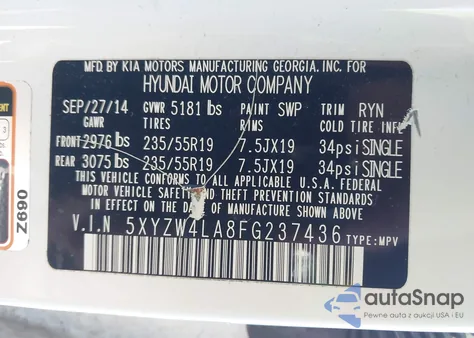 MFD. BY KIA MOTORS MANUFACTURING GEORGIA, INC. FOR
HYUNDAI MOTOR COMPANY
SEP/27/14 GVWR 5181 lbs PAINT SWP TRIM RYN
GAWR TIRES RIMS COLD TIRE PRESSURE
FRONT 2976 lbs 235/55R19 7.5JX19 34psi SINGLE
REAR 3075 lbs 235/55R19 7.5JX19 34psi SINGLE
THIS VEHICLE CONFORMS TO ALL APPLICABLE U.S.A. FEDERAL
MOTOR VEHICLE SAFETY AND THEFT PREVENTION STANDARDS
IN EFFECT ON THE DATE OF MANUFACTURE SHOWN ABOVE.
V.I.N 5XYZW4LA8FG237436 TYPE:MPV
Z690
3
autoSnap
Pewne auta z aukcji USA i EU